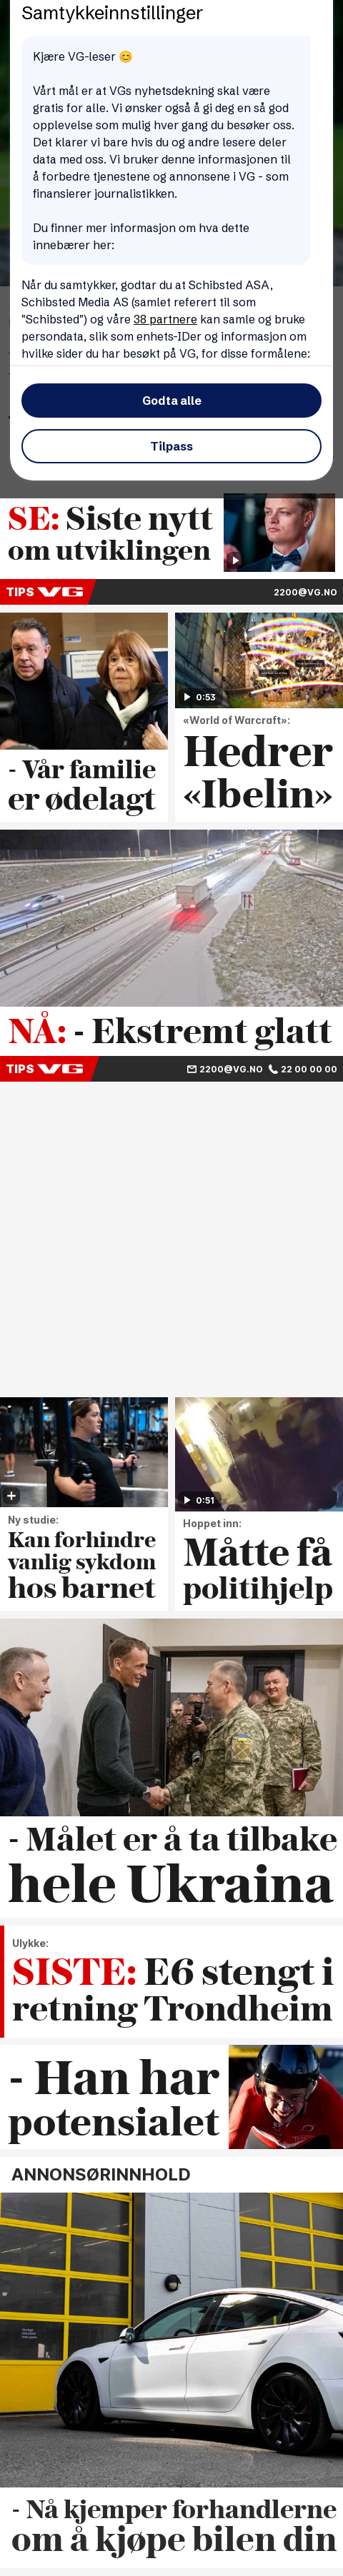 Samtykkeinnstillinger
Kjære VG-leser 😊
Vårt mål er at VGs nyhetsdekning skal være
gratis for alle. Vi ønsker også å gi deg en så god
opplevelse som mulig hver gang du besøker oss.
Det klarer vi bare hvis du og andre lesere deler
data med oss. Vi bruker denne informasjonen til
å forbedre tjenestene og annonsene i VG - som
finansierer journalistikken.
Du finner mer informasjon om hva dette
innebærer her:
Når du samtykker, godtar du at Schibsted ASA,
Schibsted Media AS (samlet referert til som
"Schibsted") og våre 38 partnere kan samle og bruke
persondata, slik som enhets-IDer og informasjon om
hvilke sider du har besøkt på VG, for disse formålene:
Godta alle
Tilpass
SE: Siste nytt
om utviklingen
TIPS VG 2200@VG.NO
- Vår familie
er ødelagt
0:53
«World of Warcraft»:
Hedrer
«Ibelin»
NÅ: - Ekstremt glatt
TIPS VG 2200@VG.NO 22 00 00 00
Ny studie:
Kan forhindre
vanlig sykdom
hos barnet
0:51
Hoppet inn:
Måtte få
politihjelp
- Målet er å ta tilbake
hele Ukraina
Ulykke:
SISTE: E6 stengt i
retning Trondheim
- Han har
potensialet
ANNONSØRINNHOLD
- Nå kjemper forhandlerne
om å kjøpe bilen din